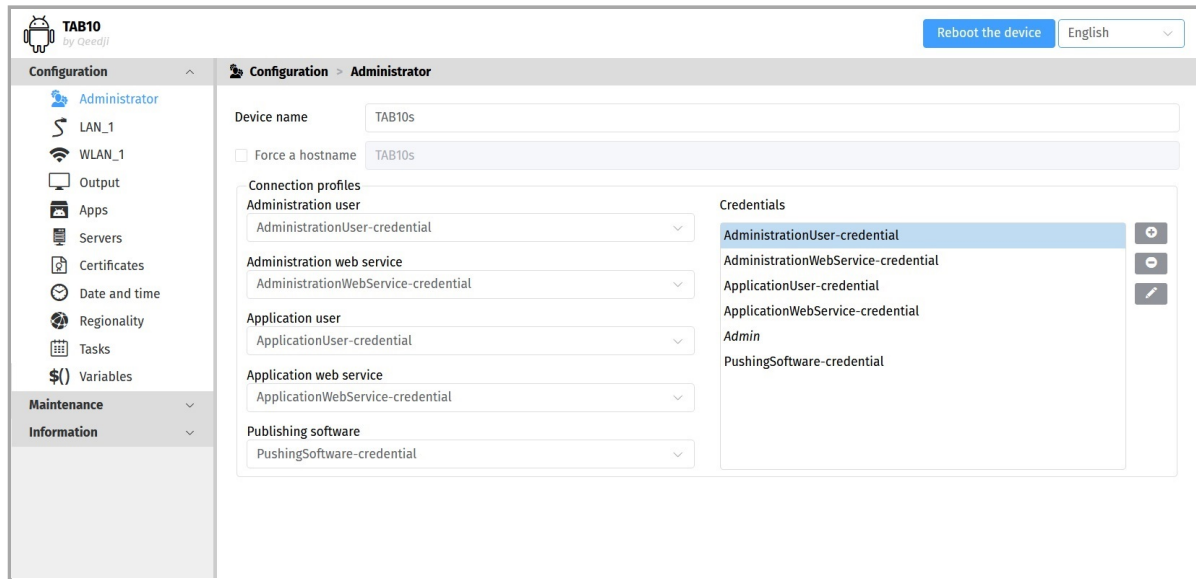 TAB10
by Qeedji
Reboot the device
English
Configuration
Configuration > Administrator
Administrator
LAN_1
WLAN_1
Output
Apps
Servers
Certificates
Date and time
Regionality
Tasks
$() Variables
Maintenance
Information
Device name TAB10s
Force a hostname TAB10s
Connection profiles
Administration user
AdministrationUser-credential
Administration web service
AdministrationWebService-credential
Application user
ApplicationUser-credential
Application web service
ApplicationWebService-credential
Publishing software
PushingSoftware-credential
Credentials
AdministrationUser-credential
AdministrationWebService-credential
ApplicationUser-credential
ApplicationWebService-credential
Admin
PushingSoftware-credential